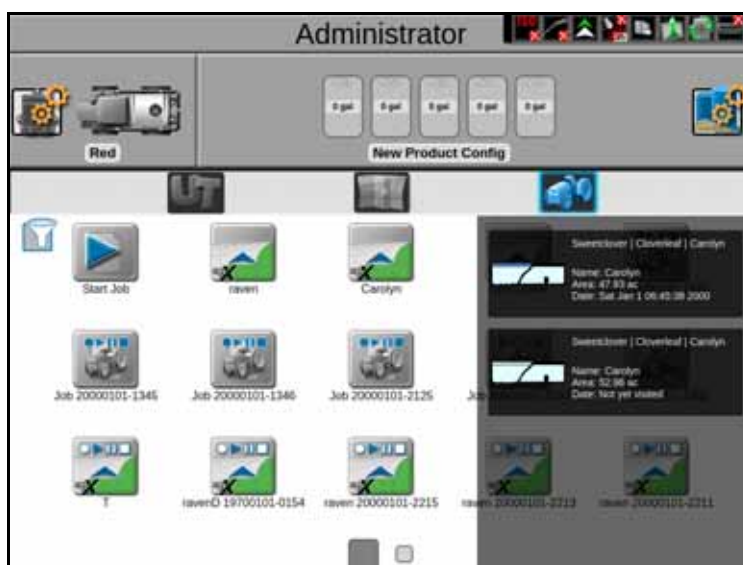 Administrator
0 gal
0 gal
0 gal
0 gal
0 gal
Red
New Product Config
UT
Start Job
raven
Carolyn
Sweetclover | Cloverleaf | Carolyn
Name: Carolyn
Area: 47.93 ac
Date: Sat Jan 1 06:45:38 2000
Sweetclover | Cloverleaf | Carolyn
Name: Carolyn
Area: 52.96 ac
Date: Not yet visited
Job 20000101-1345
Job 20000101-1346
Job 20000101-2125
T
ravenD 19700101-0154
raven 20000101-2215
raven 20000101-2213
raven 20000101-2211